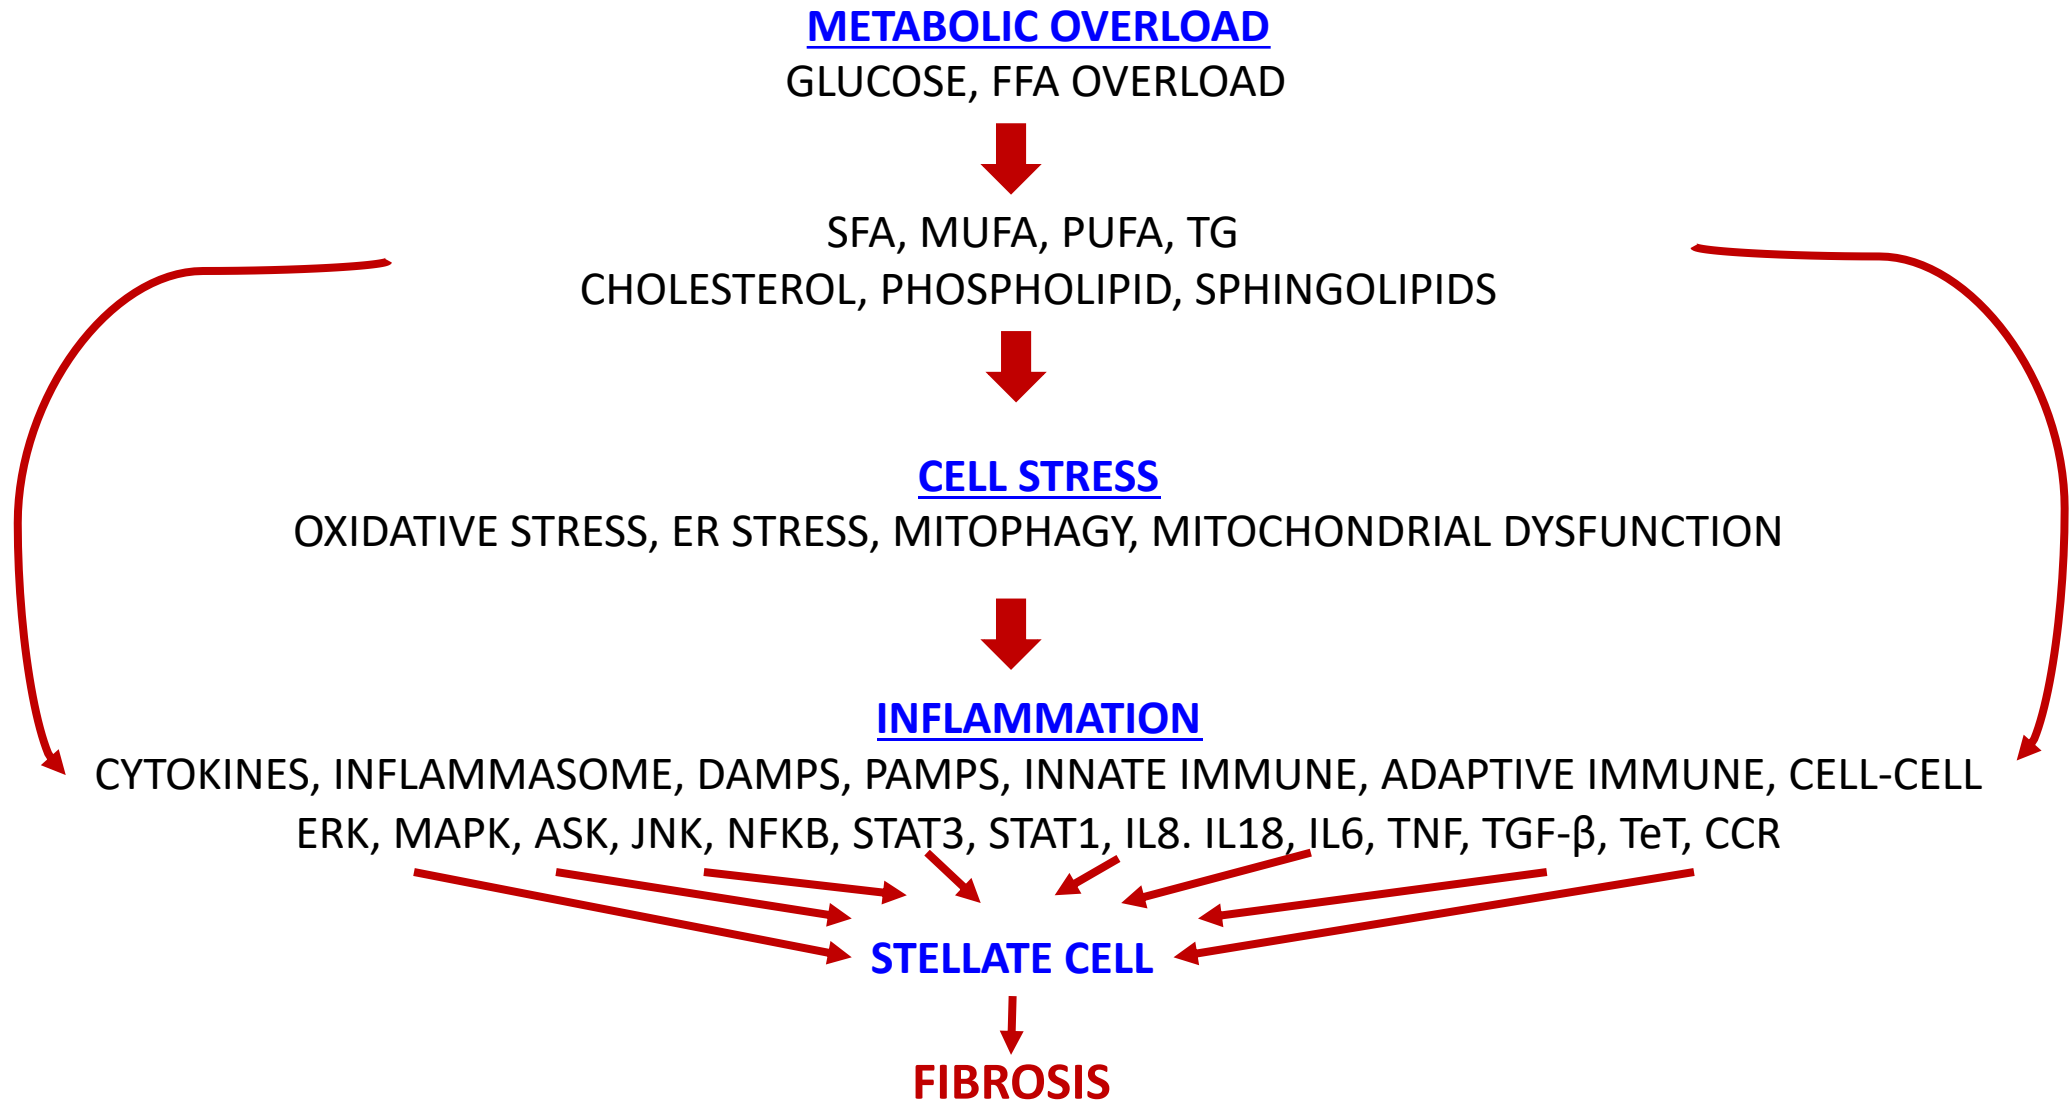 METABOLIC OVERLOAD
GLUCOSE, FFA OVERLOAD
SFA, MUFA, PUFA, TG
CHOLESTEROL, PHOSPHOLIPID, SPHINGOLIPIDS
CELL STRESS
OXIDATIVE STRESS, ER STRESS, MITOPHAGY, MITOCHONDRIAL DYSFUNCTION
INFLAMMATION
CYTOKINES, INFLAMMASOME, DAMPS, PAMPS, INNATE IMMUNE, ADAPTIVE IMMUNE, CELL-CELL
ERK, MAPK, ASK, JNK, NFKB, STAT3, STAT1, IL8. IL18, IL6, TNF, TGF-β, TeT, CCR
STELLATE CELL
FIBROSIS